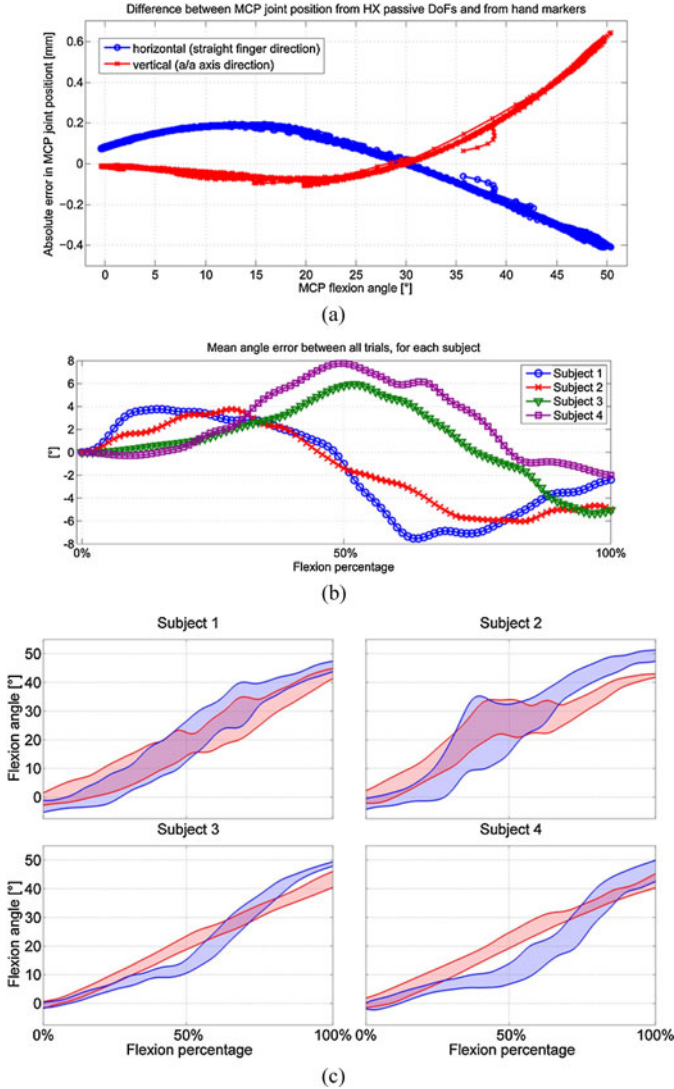 Difference between MCP joint position from HX passive DoFs and from hand markers
Absolute error in MCP joint positiont [mm]
horizontal (straight finger direction)
vertical (a/a axis direction)
0.6
0.4
0.2
0
−0.2
−0.4
0 5 10 15 20 25 30 35 40 45 50
MCP flexion angle [°]
(a)
Mean angle error between all trials, for each subject
[°]
8
6
4
2
0
-2
-4
-6
-8
Subject 1
Subject 2
Subject 3
Subject 4
0% 50% 100%
Flexion percentage
(b)
Subject 1 Subject 2
Flexion angle [°]
50
40
30
20
10
0
Subject 3 Subject 4
Flexion angle [°]
50
40
30
20
10
0
0% 50% 100% 0% 50% 100%
Flexion percentage Flexion percentage
(c)